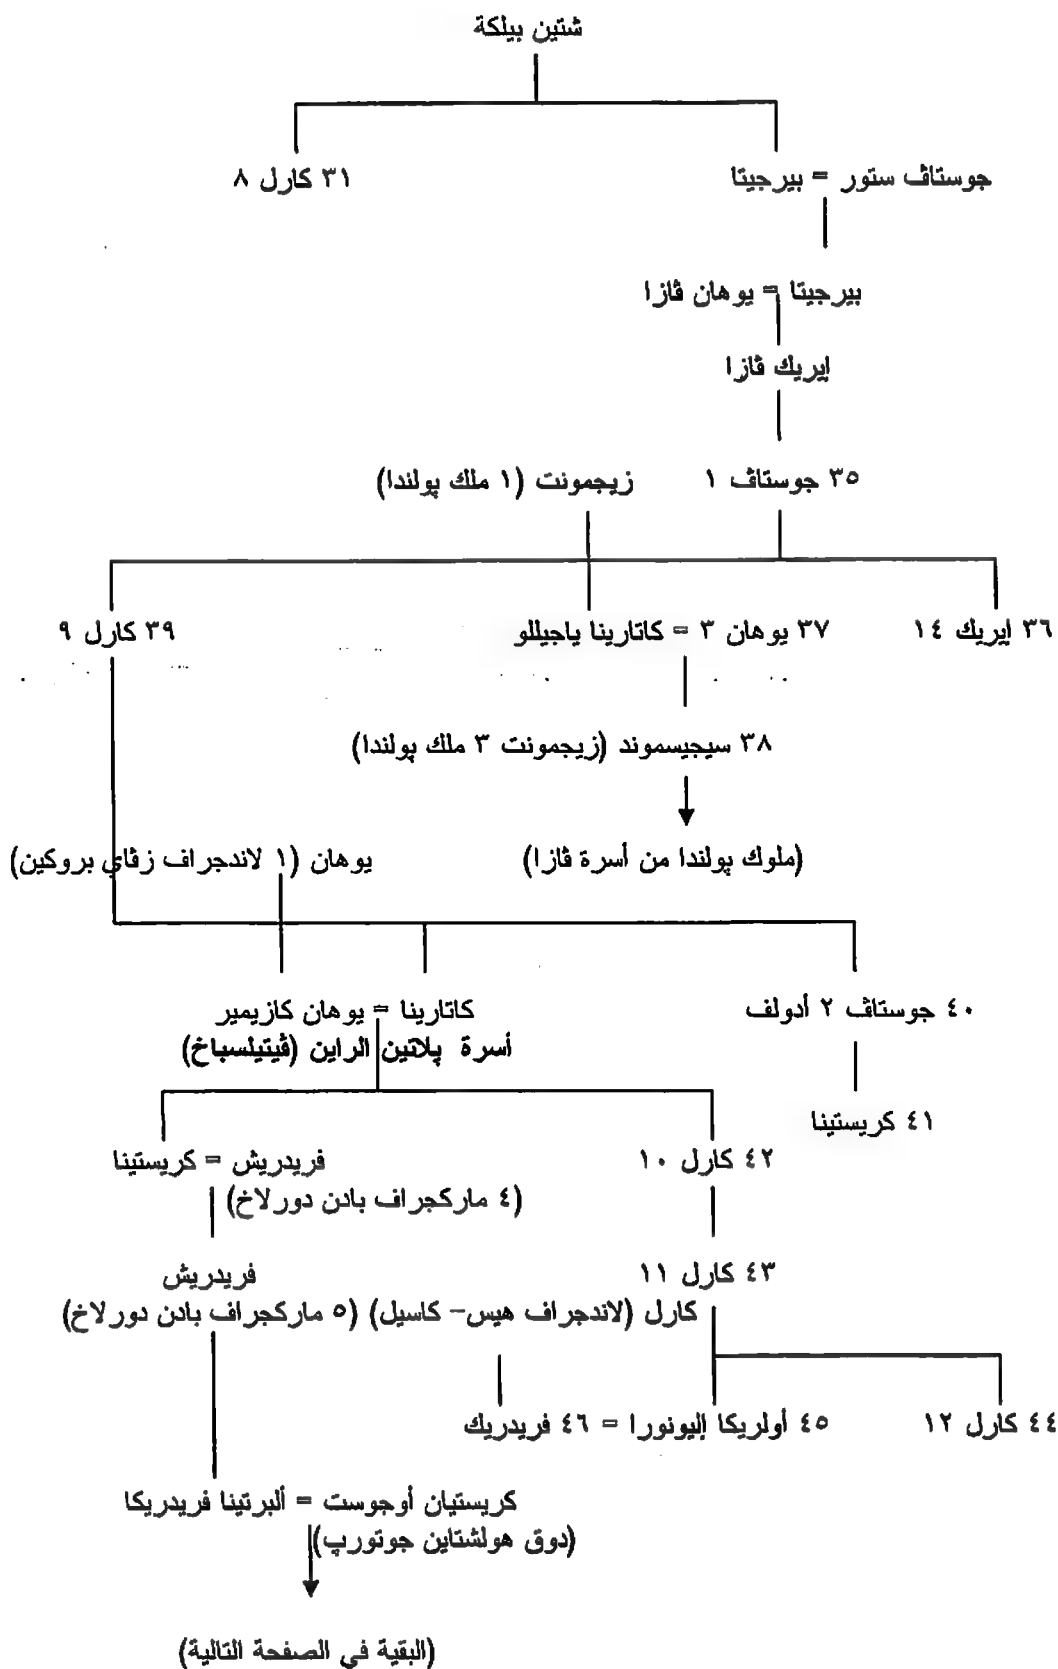 شتين بيلكة
جوستاڤ ستور = بيرجيتا
٣١ كارل ٨
بيرجيتا = يوهان ڤازا
إيريك ڤازا
٣٥ جوستاڤ ١
زيجمونت (١ ملك پولندا)
٣٦ إيريك ١٤
٣٧ يوهان ٣ = كاتارينا ياجيللو
٣٩ كارل ٩
٣٨ سيجيسموند (زيجمونت ٣ ملك پولندا)
(ملوك پولندا من أسرة ڤازا)
يوهان (١ لاندجراف زڤاي بروكين)
٤٠ جوستاڤ ٢ أدولف
كاتارينا = يوهان كازيمير
أسرة پلاتين الراين (ڤيتيلسباخ)
٤١ كريستينا
٤٢ كارل ١٠
فريدريش = كريستينا
(٤ ماركجراف بادن دورلاخ)
٤٣ كارل ١١
فريدريش
كارل (لاندجراف هيس- كاسيل) (٥ ماركجراف بادن دورلاخ)
٤٤ كارل ١٢
٤٥ أولريكا إليونورا = ٤٦ فريدريك
كريستيان أوجوست = ألبرتينا فريدريكا
(دوق هولشتاين جوتورپ)
(البقية في الصفحة التالية)